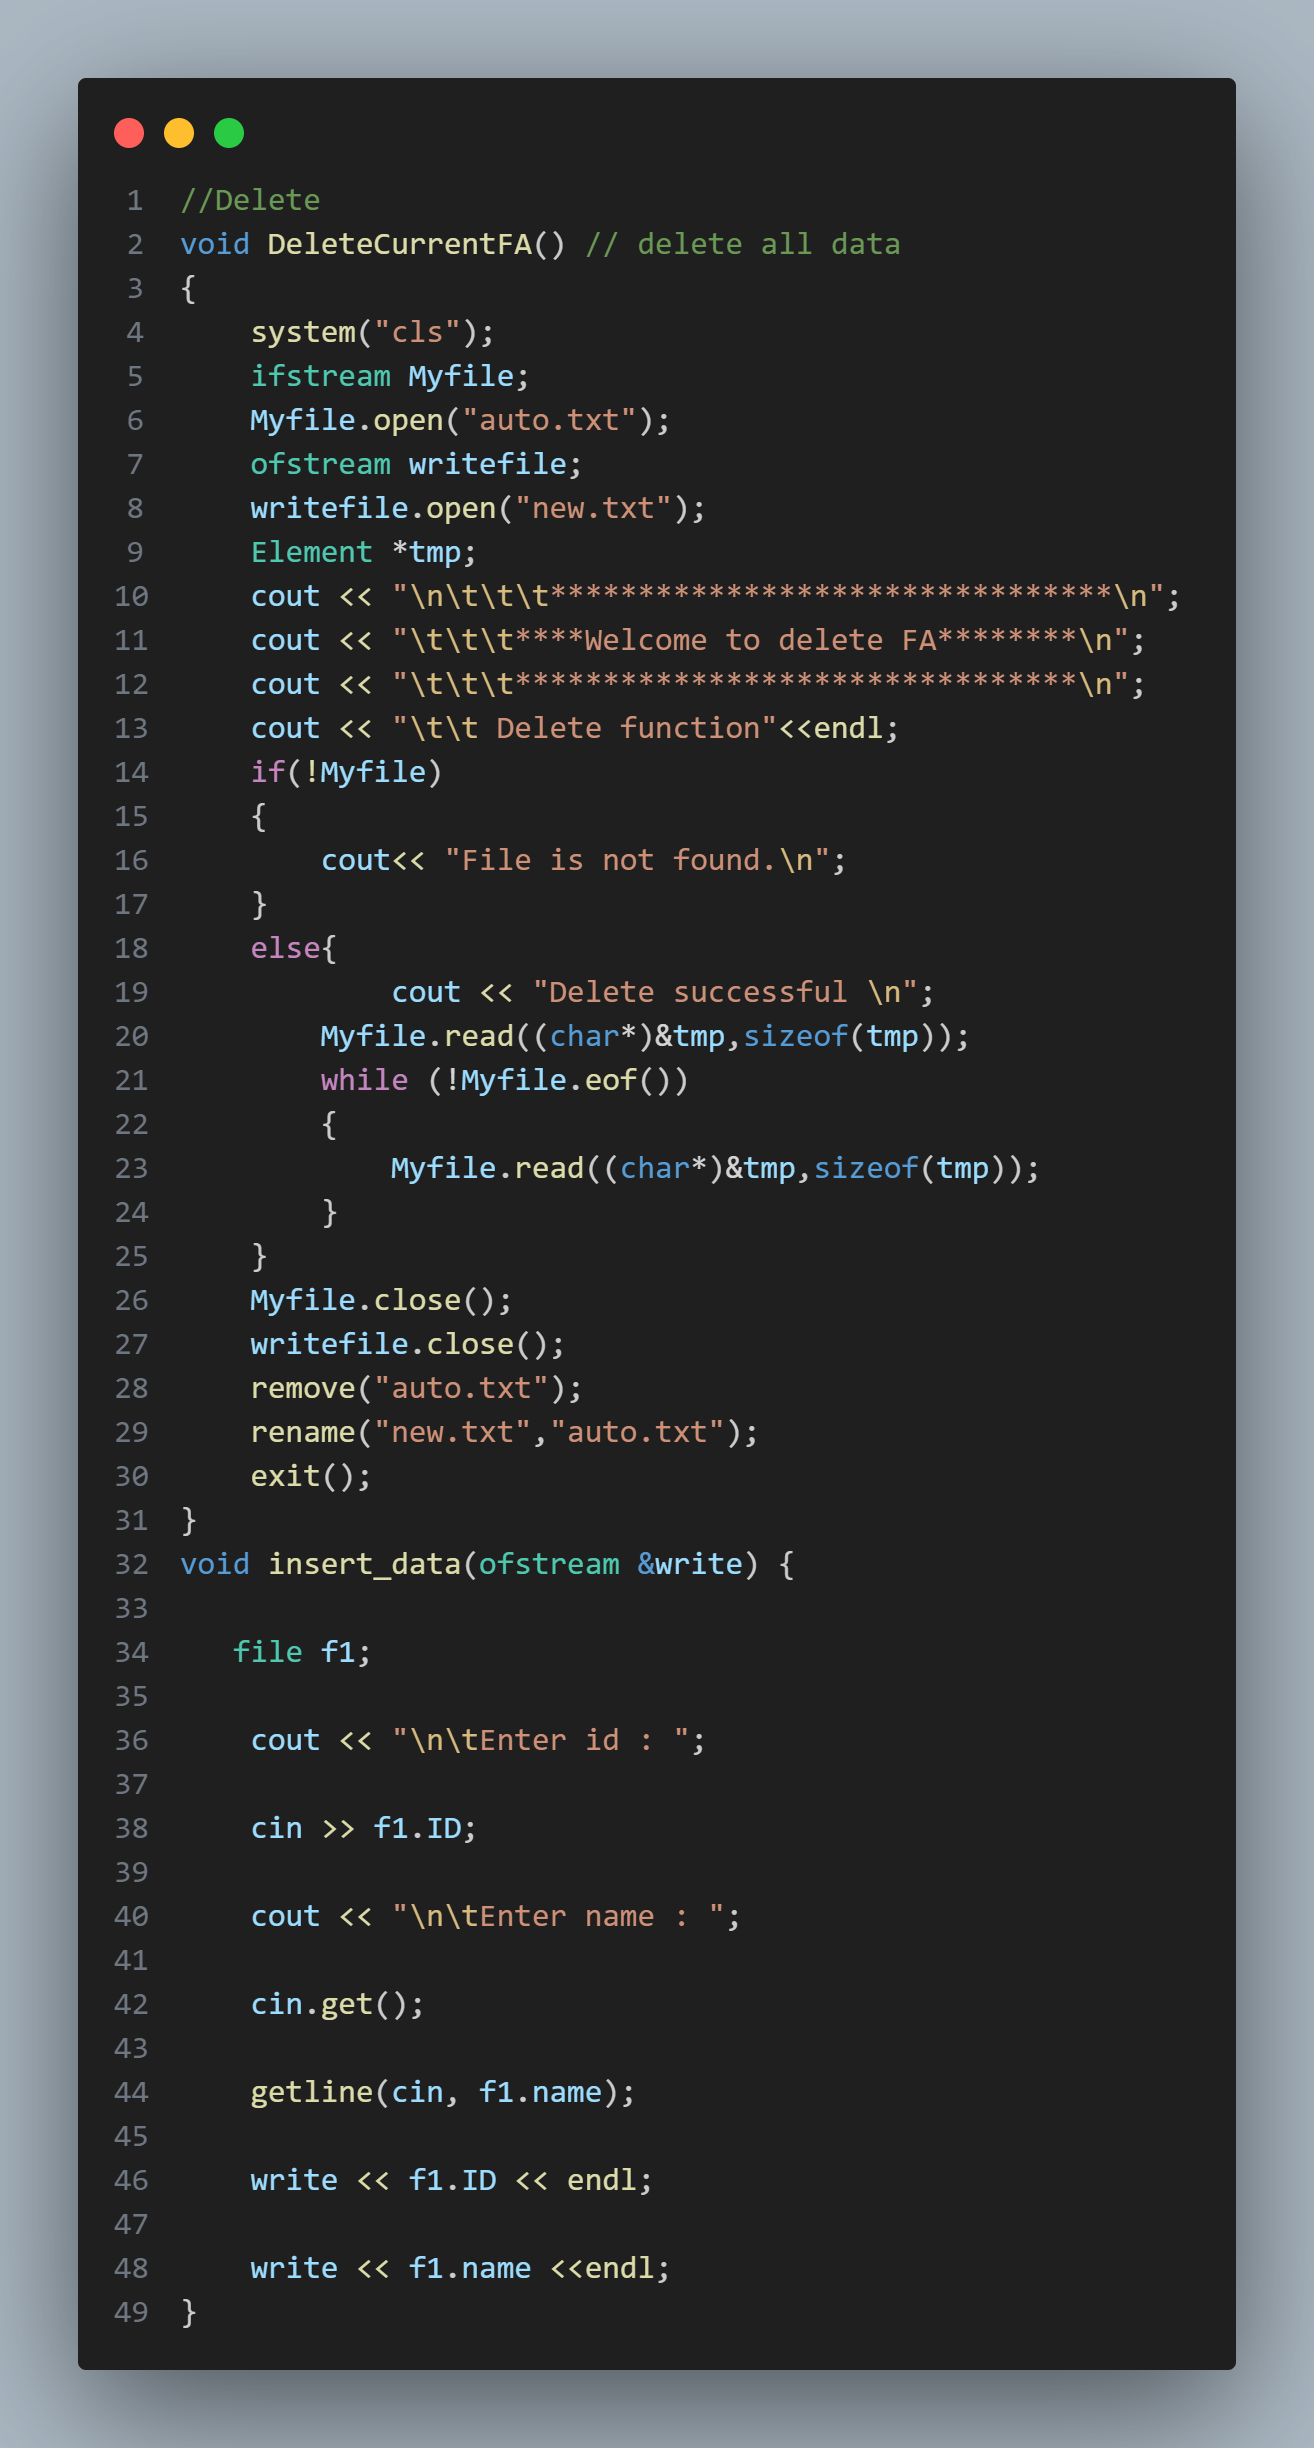 1 //Delete
2 void DeleteCurrentFA() // delete all data
3 {
4     system("cls");
5     ifstream Myfile;
6     Myfile.open("auto.txt");
7     ofstream writefile;
8     writefile.open("new.txt");
9     Element *tmp;
10     cout << "\n\t\t\t********************************\n";
11     cout << "\t\t\t****Welcome to delete FA********\n";
12     cout << "\t\t\t********************************\n";
13     cout << "\t\t Delete function"<<endl;
14     if(!Myfile)
15     {
16         cout<< "File is not found.\n";
17     }
18     else{
19             cout << "Delete successful \n";
20         Myfile.read((char*)&tmp,sizeof(tmp));
21         while (!Myfile.eof())
22         {
23             Myfile.read((char*)&tmp,sizeof(tmp));
24         }
25     }
26     Myfile.close();
27     writefile.close();
28     remove("auto.txt");
29     rename("new.txt","auto.txt");
30     exit();
31 }
32 void insert_data(ofstream &write) {
33
34    file f1;
35
36     cout << "\n\tEnter id : ";
37
38     cin >> f1.ID;
39
40     cout << "\n\tEnter name : ";
41
42     cin.get();
43
44     getline(cin, f1.name);
45
46     write << f1.ID << endl;
47
48     write << f1.name <<endl;
49 }